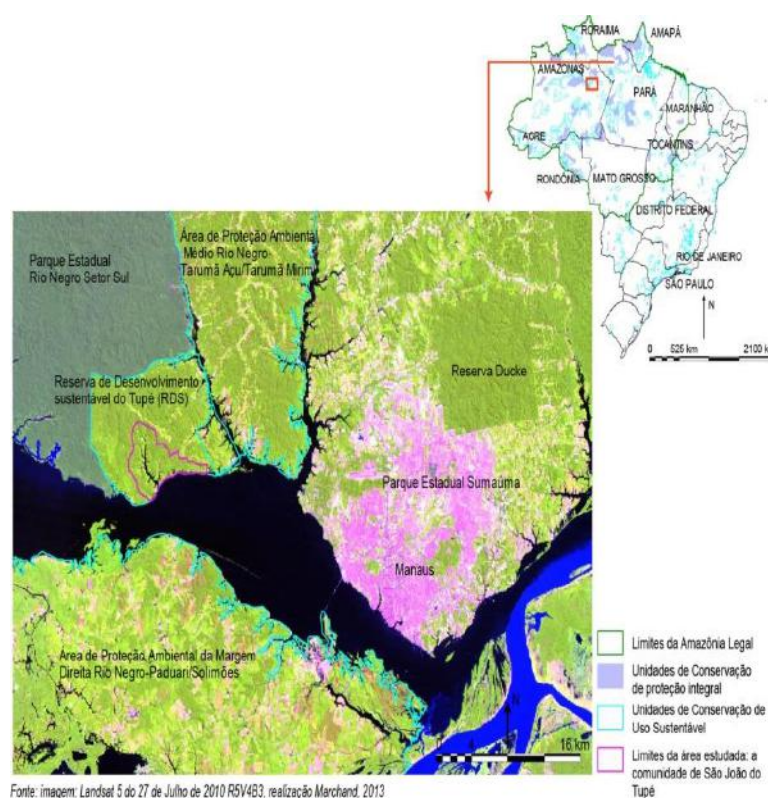 RORAIMA
AMAPÁ
AMAZONAS
PARÁ
MARANHÃO
ACRE
TOCANTINS
RONDÔNIA
MATO GROSSO
DISTRITO FEDERAL
RIO DE JANEIRO
SÃO PAULO
N
0 525 km 2100 k
Parque Estadual
Rio Negro Setor Sul
Área de Proteção Ambiental
Médio Rio Negro
Tarumã Açu/Tarumã Mirim
Reserva de Desenvolvimento
sustentável do Tupé (RDS)
Reserva Ducke
Parque Estadual Sumaúma
Manaus
Área de Proteção Ambiental da Margem
Direita Rio Negro-Paduari/Solimões
N
0 4 16 km
Limites da Amazônia Legal
Unidades de Conservação
de proteção integral
Unidades de Conservação de
Uso Sustentável
Limites da área estudada: a
comunidade de São João do
Tupé
Fonte: imagem: Landsat 5 do 27 de Julho de 2010 R5V4B3, realização Marchand, 2013